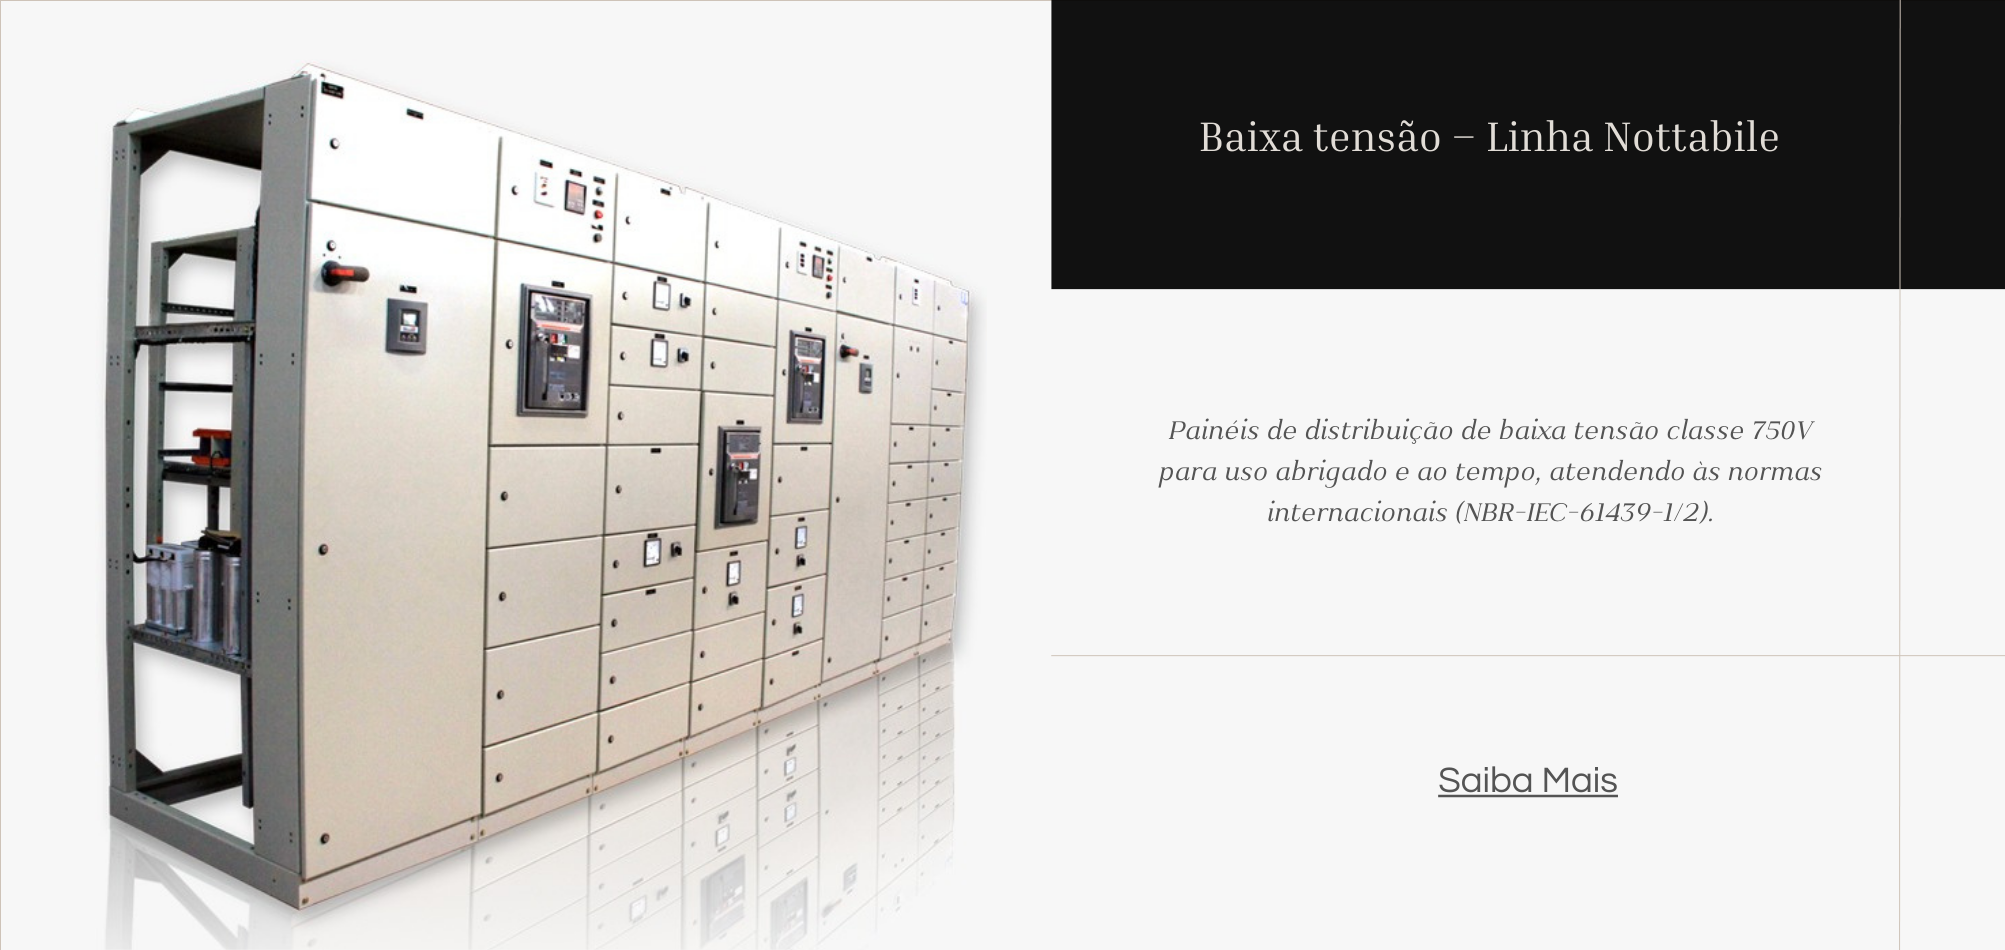 Baixa tensão – Linha Nottabile
Painéis de distribuição de baixa tensão classe 750V
para uso abrigado e ao tempo, atendendo às normas
internacionais (NBR-IEC-61439-1/2).
Saiba Mais